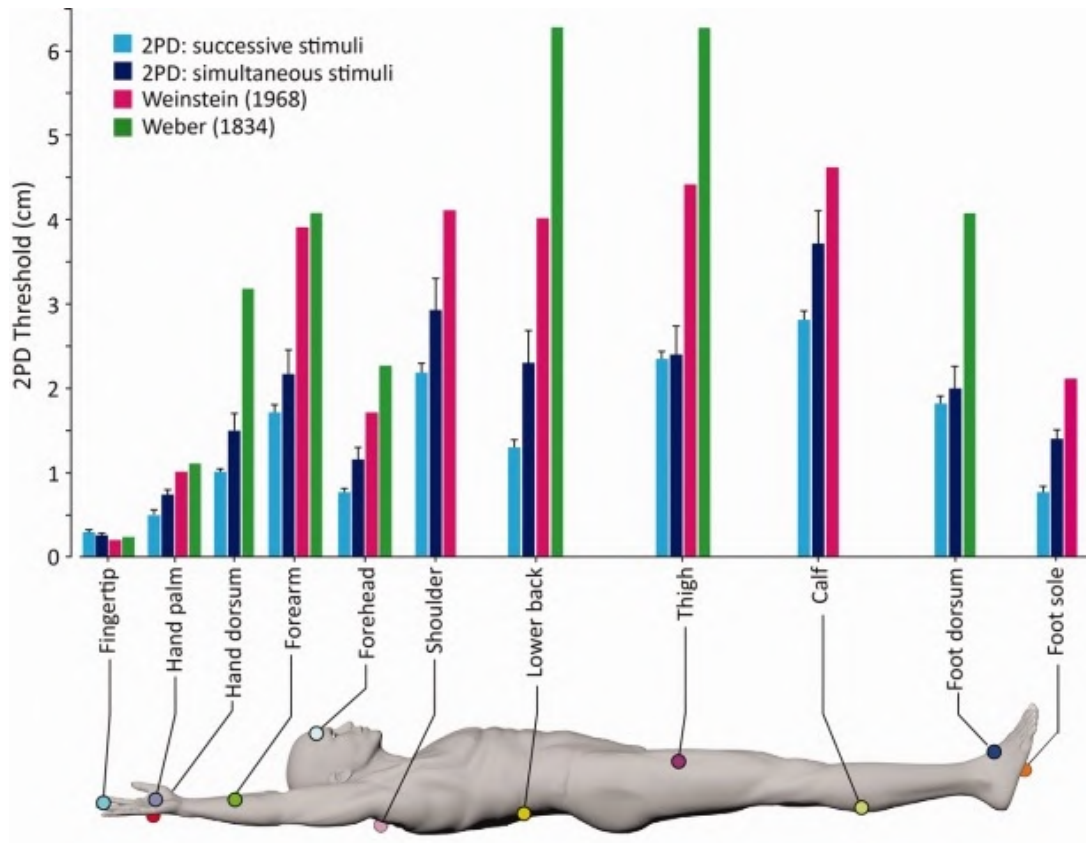 2PD: successive stimuli
2PD: simultaneous stimuli
Weinstein (1968)
Weber (1834)
2PD Threshold (cm)
6
5
4
3
2
1
0
Fingertip
Hand palm
Hand dorsum
Forearm
Forehead
Shoulder
Lower back
Thigh
Calf
Foot dorsum
Foot sole